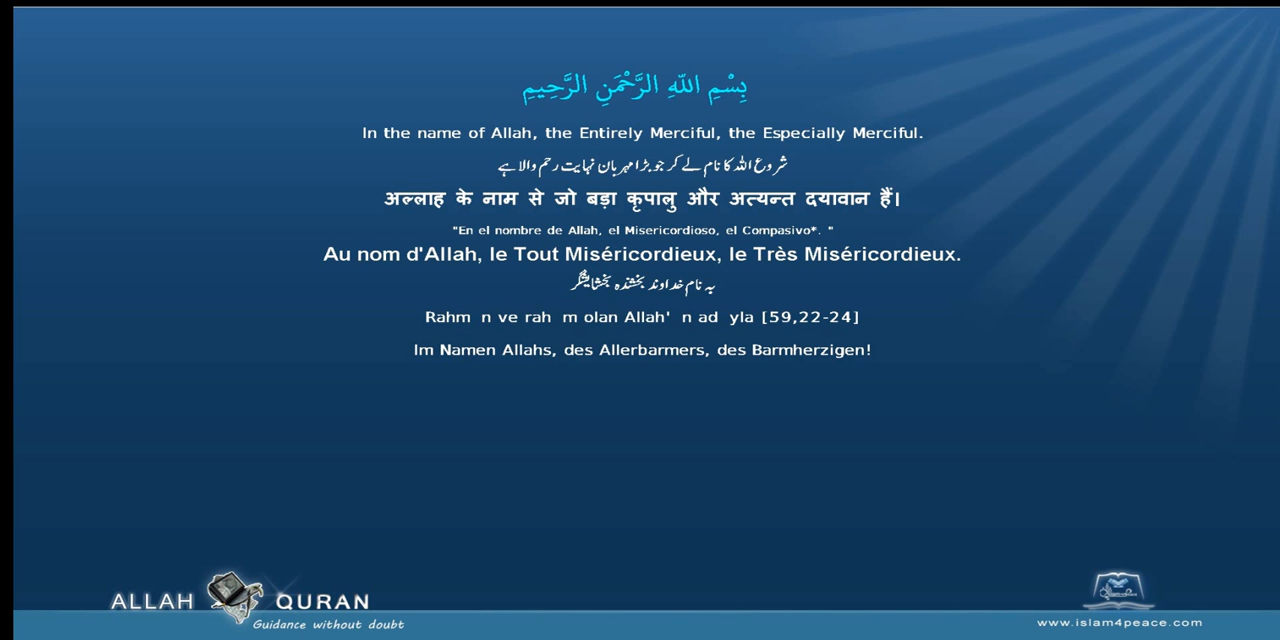 بِسْمِ اللَّهِ الرَّحْمَنِ الرَّحِيمِ
In the name of Allah, the Entirely Merciful, the Especially Merciful.
شروع الله کا نام لے کر جو بڑا مہربان نہایت رحم والا ہے
अल्लाह के नाम से जो बड़ा कृपालु और अत्यन्त दयावान हैं।
"En el nombre de Allah, el Misericordioso, el Compasivo*. "
Au nom d'Allah, le Tout Miséricordieux, le Très Miséricordieux.
به نام خداوند بخشنده بخشایشگر
Rahm n ve rah m olan Allah' n ad yla [59,22-24]
Im Namen Allahs, des Allerbarmers, des Barmherzigen!
ALLAH QURAN
Guidance without doubt
www.islam4peace.com